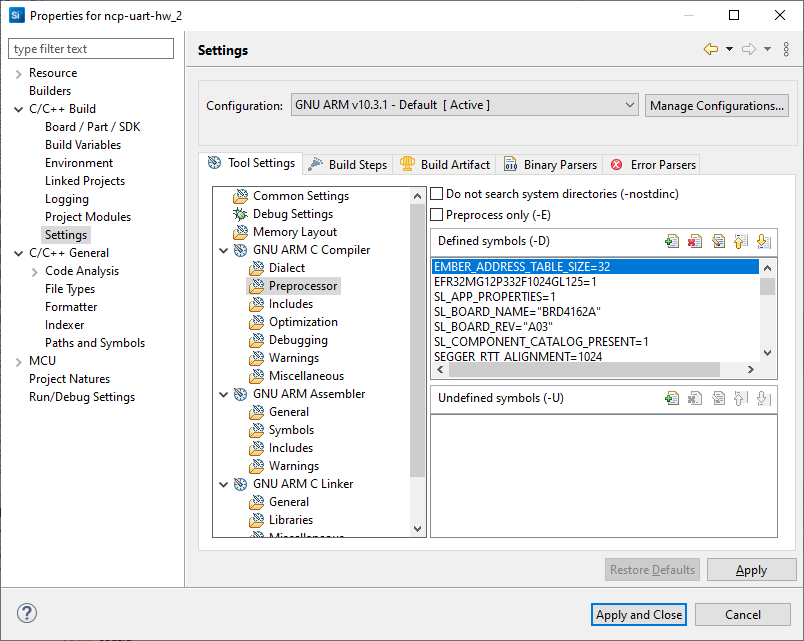 Si Properties for ncp-uart-hw_2
type filter text
Resource
Builders
C/C++ Build
Board / Part / SDK
Build Variables
Environment
Linked Projects
Logging
Project Modules
Settings
C/C++ General
Code Analysis
File Types
Formatter
Indexer
Paths and Symbols
MCU
Project Natures
Run/Debug Settings
Settings
Configuration: GNU ARM v10.3.1 - Default [ Active ] Manage Configurations...
Tool Settings Build Steps Build Artifact Binary Parsers Error Parsers
Common Settings
Debug Settings
Memory Layout
GNU ARM C Compiler
Dialect
Preprocessor
Includes
Optimization
Debugging
Warnings
Miscellaneous
GNU ARM Assembler
General
Symbols
Includes
Warnings
GNU ARM C Linker
General
Libraries
Miscellaneous
Do not search system directories (-nostdinc)
Preprocess only (-E)
Defined symbols (-D)
EMBER_ADDRESS_TABLE_SIZE=32
EFR32MG12P332F1024GL125=1
SL_APP_PROPERTIES=1
SL_BOARD_NAME="BRD4162A"
SL_BOARD_REV="A03"
SL_COMPONENT_CATALOG_PRESENT=1
SEGGER_RTT_ALIGNMENT=1024
Undefined symbols (-U)
Restore Defaults Apply
? Apply and Close Cancel